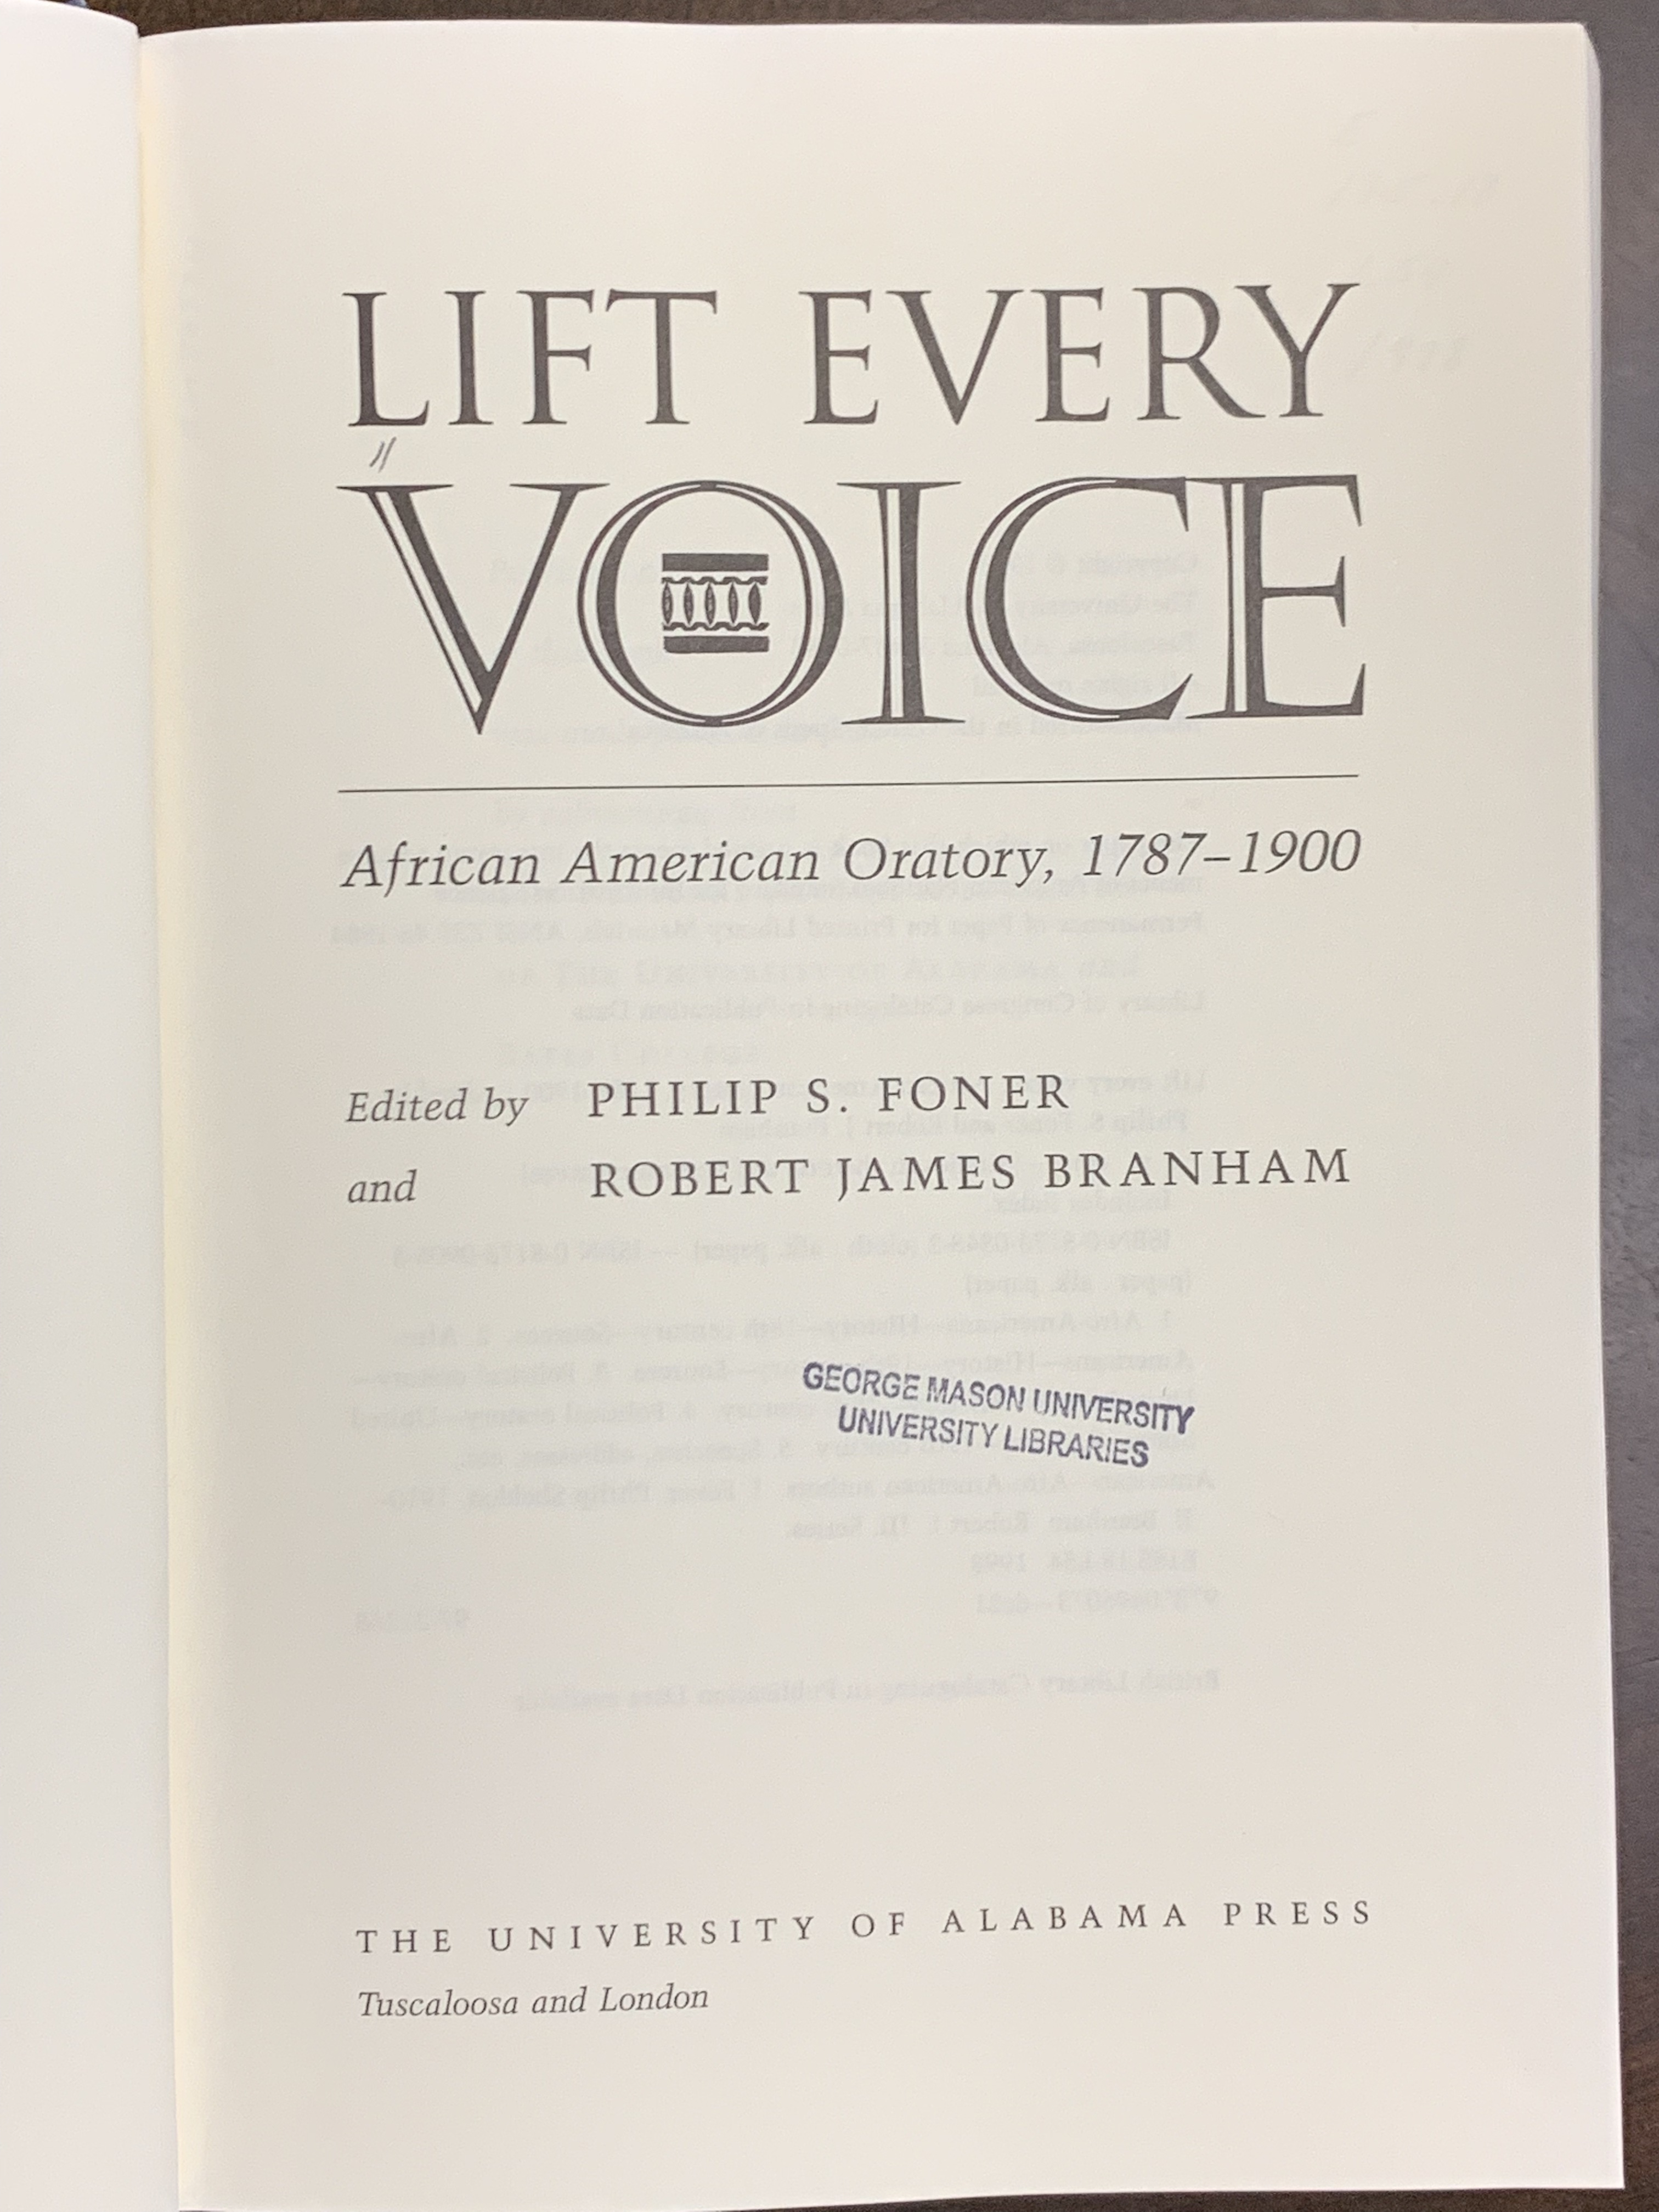 LIFT EVERY
VOICE
African American Oratory, 1787–1900
Edited by PHILIP S. FONER
and ROBERT JAMES BRANHAM
GEORGE MASON UNIVERSITY
UNIVERSITY LIBRARIES
THE UNIVERSITY OF ALABAMA PRESS
Tuscaloosa and London